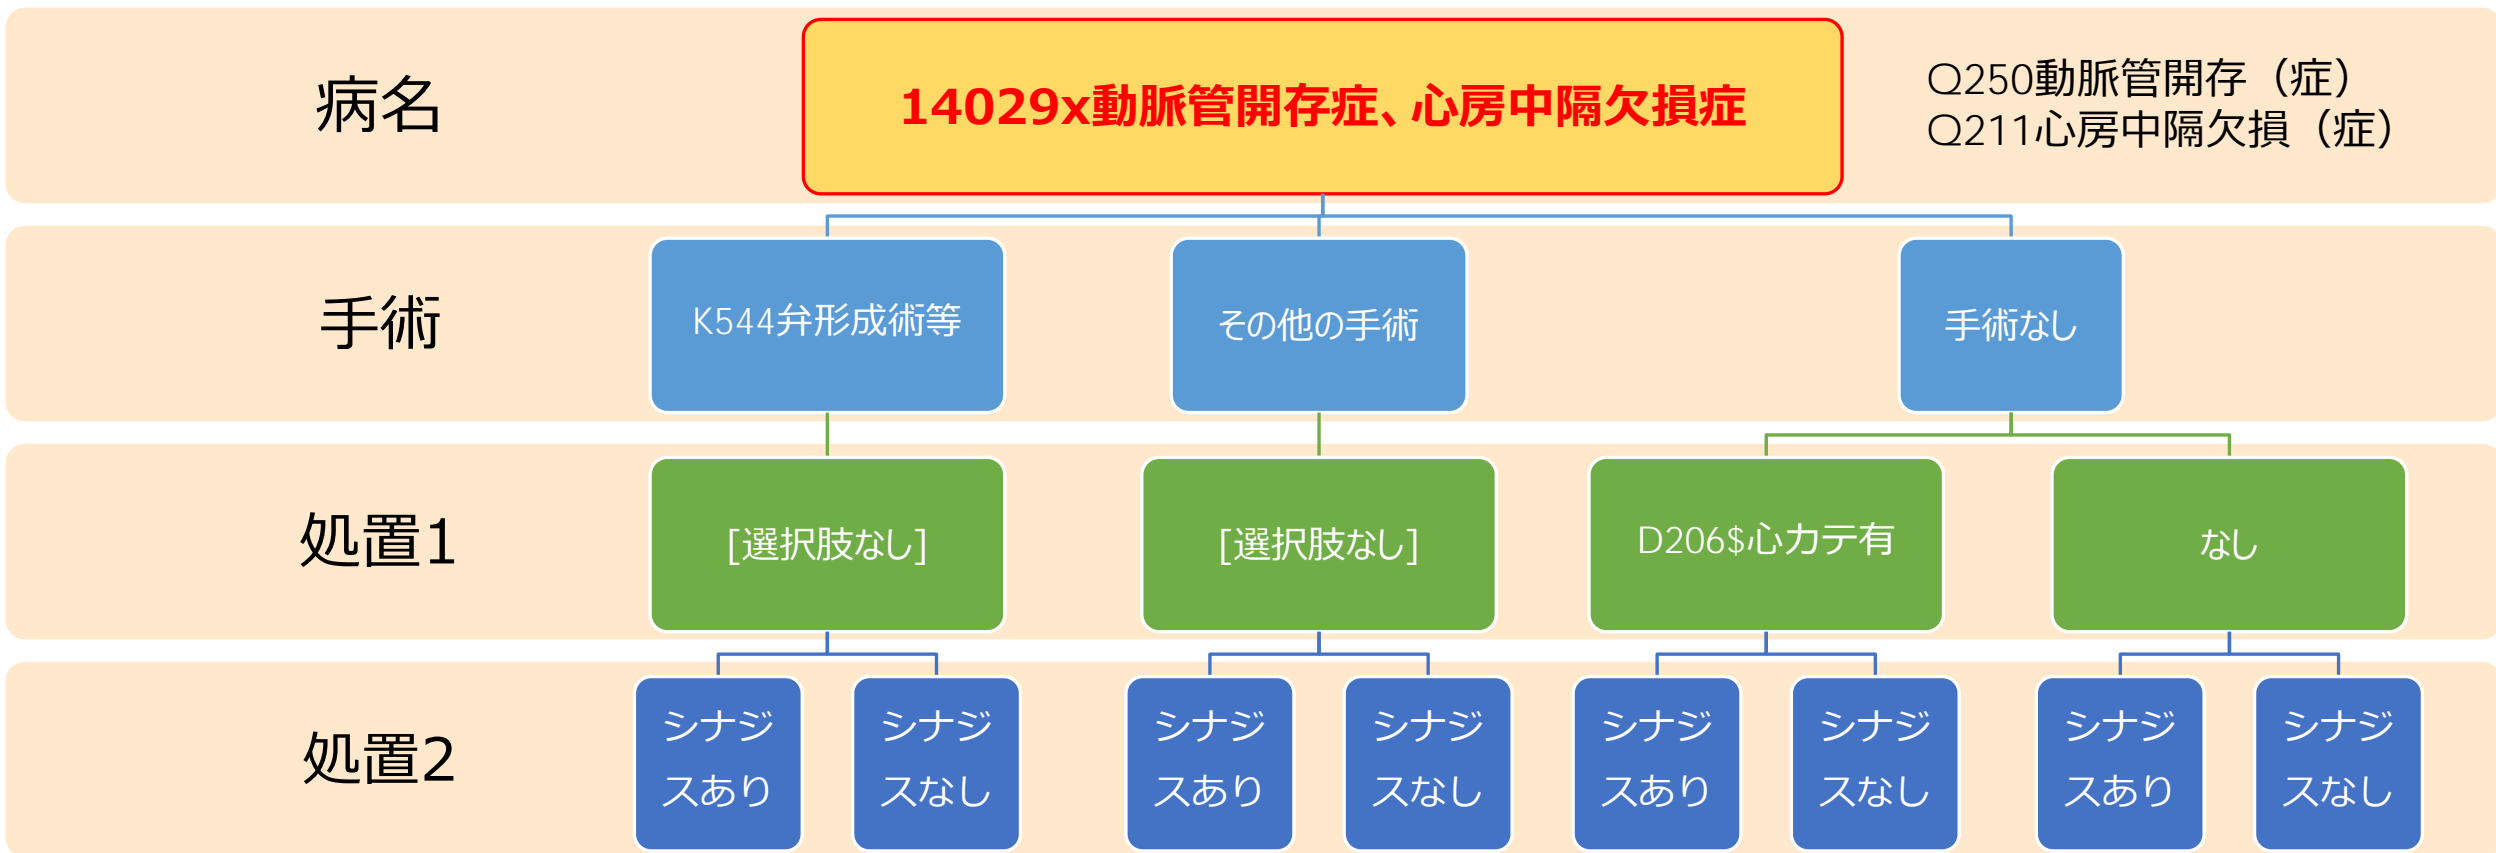 病名
14029x動脈管開存症、心房中隔欠損症
Q250動脈管開存（症）
Q211心房中隔欠損（症）
手術
K544弁形成術等
その他の手術
手術なし
処置1
[選択肢なし]
[選択肢なし]
D206$心カテ有
なし
処置2
シナジ
スあり
シナジ
スなし
シナジ
スあり
シナジ
スなし
シナジ
スあり
シナジ
スなし
シナジ
スあり
シナジ
スなし